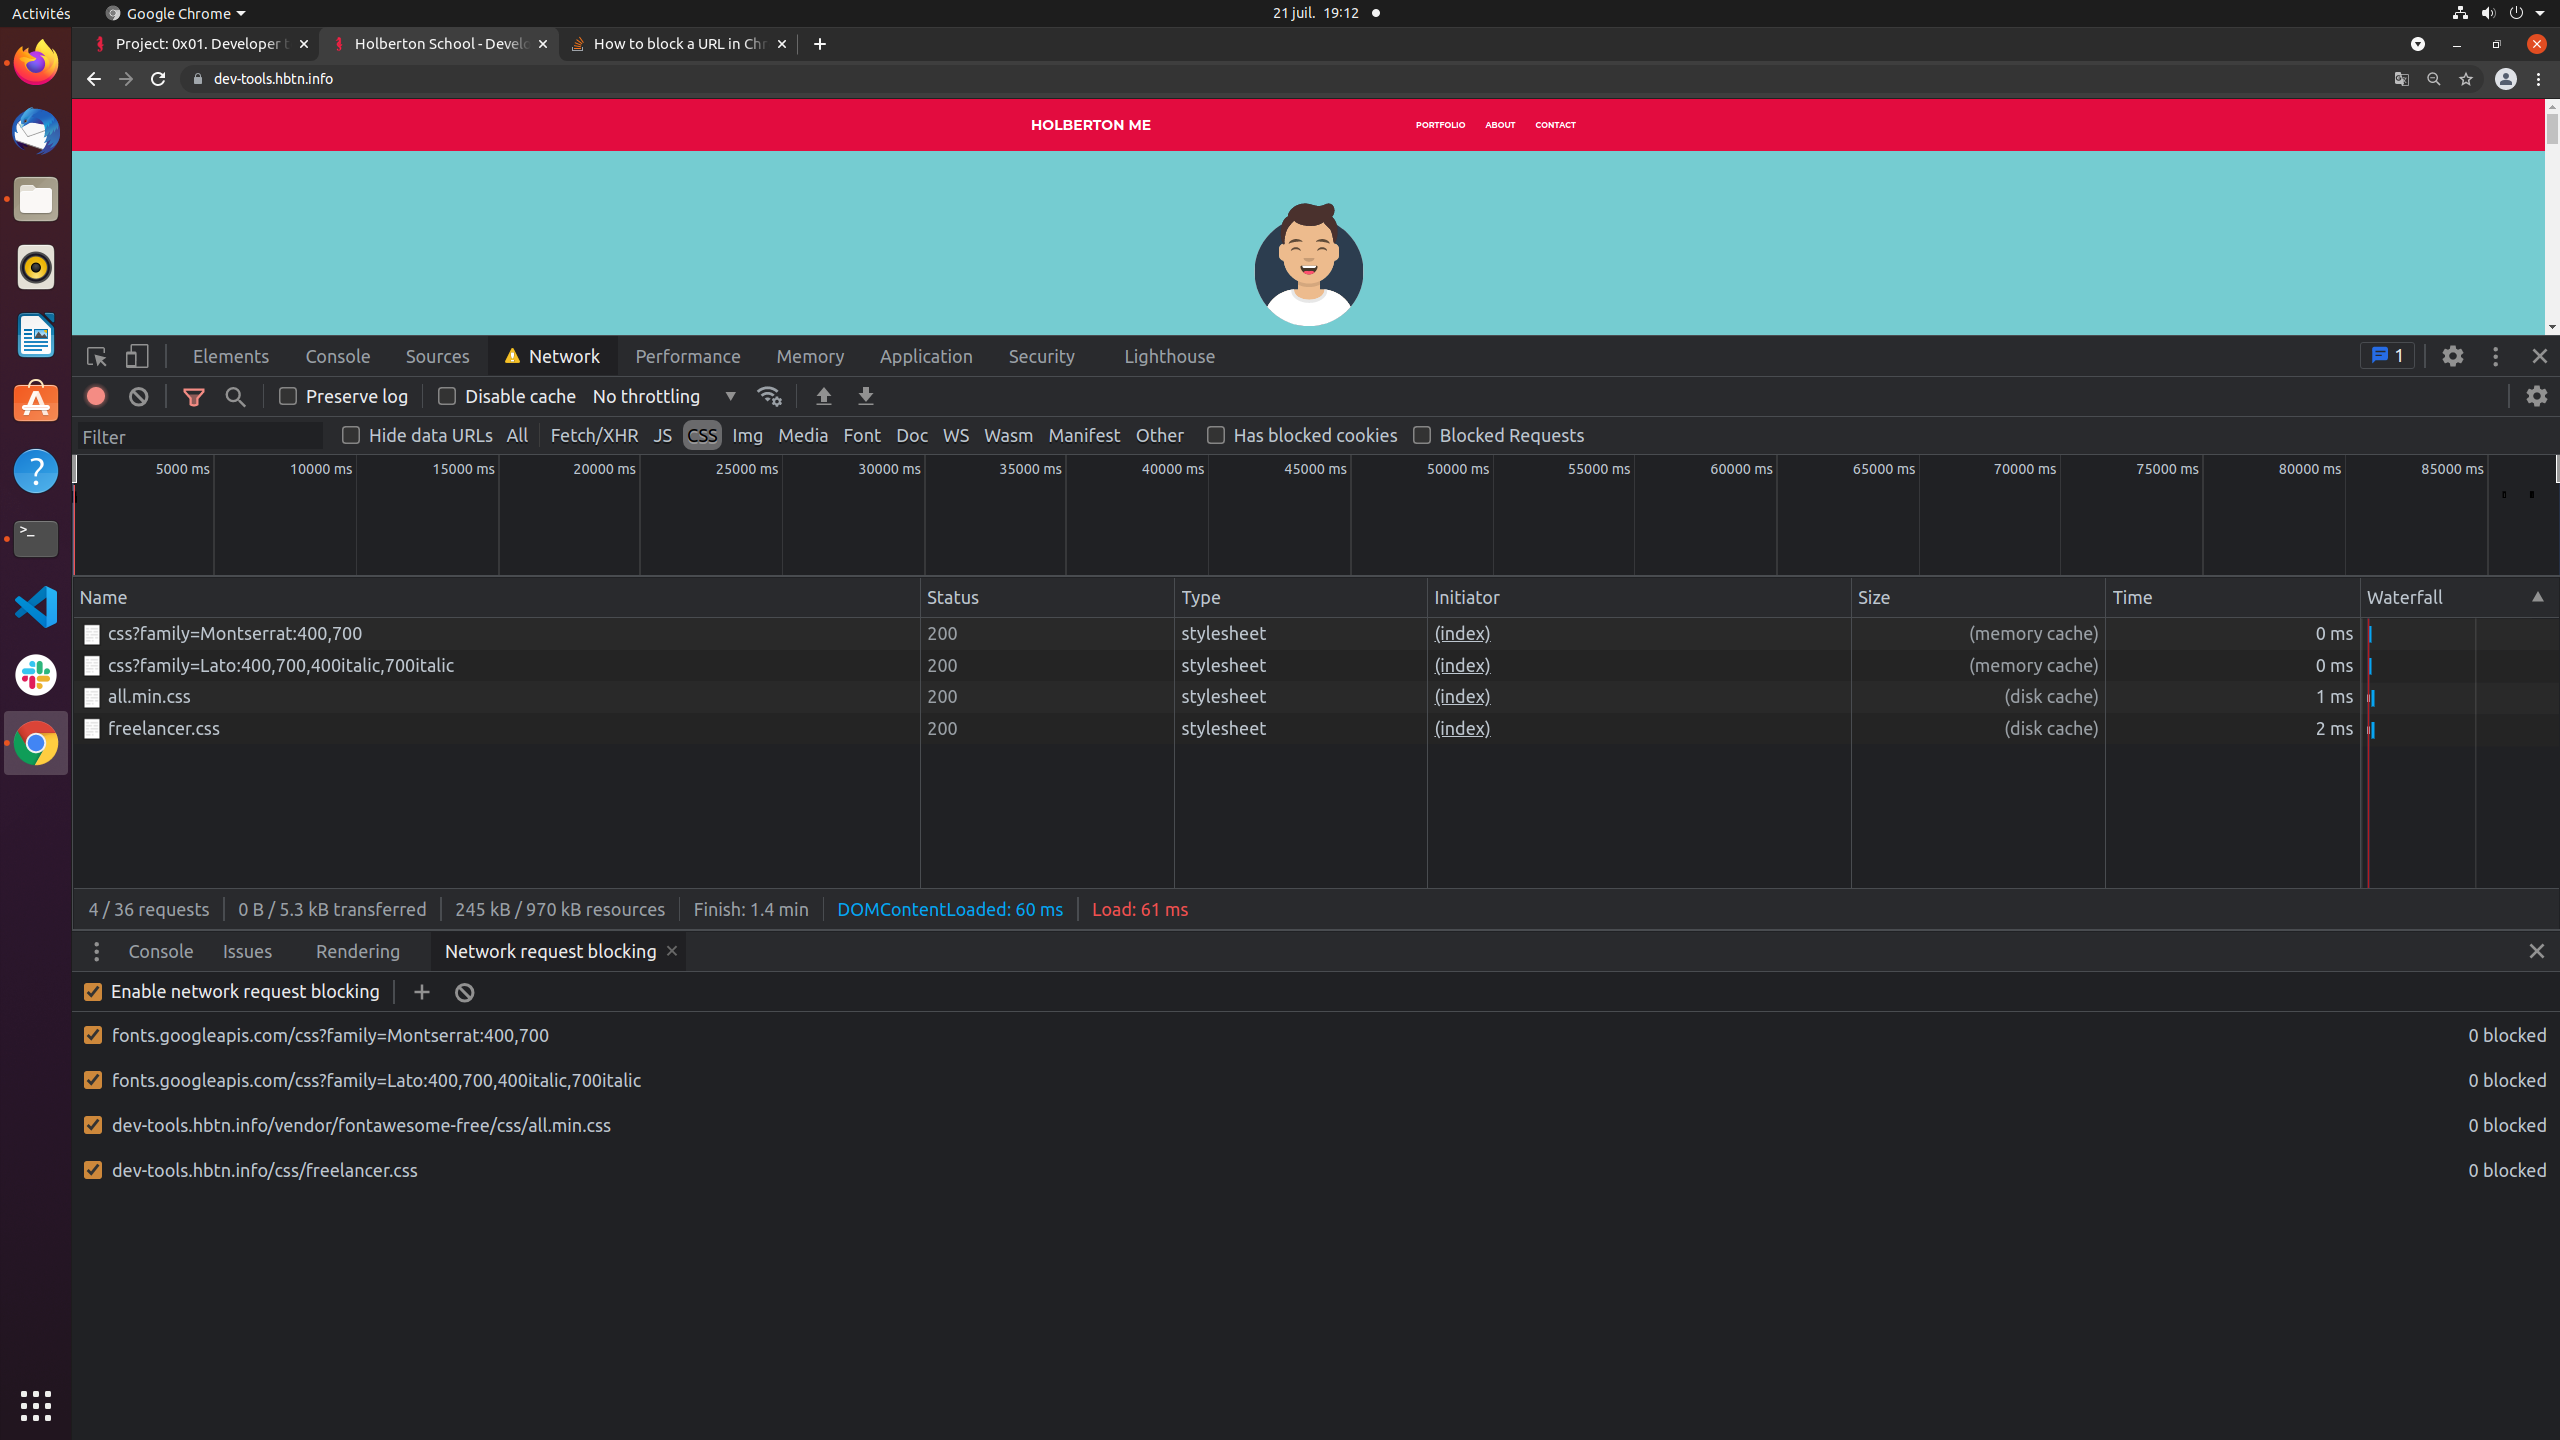 Activités Google Chrome 21 juil. 19:12
Project: 0x01. Developer t Holberton School - Develo How to block a URL in Chr
dev-tools.hbtn.info
HOLBERTON ME PORTFOLIO ABOUT CONTACT
Elements Console Sources Network Performance Memory Application Security Lighthouse 1
Preserve log Disable cache No throttling
Filter Hide data URLs All Fetch/XHR JS CSS Img Media Font Doc WS Wasm Manifest Other Has blocked cookies Blocked Requests
5000 ms 10000 ms 15000 ms 20000 ms 25000 ms 30000 ms 35000 ms 40000 ms 45000 ms 50000 ms 55000 ms 60000 ms 65000 ms 70000 ms 75000 ms 80000 ms 85000 ms
Name Status Type Initiator Size Time Waterfall
css?family=Montserrat:400,700 200 stylesheet (index) (memory cache) 0 ms
css?family=Lato:400,700,400italic,700italic 200 stylesheet (index) (memory cache) 0 ms
all.min.css 200 stylesheet (index) (disk cache) 1 ms
freelancer.css 200 stylesheet (index) (disk cache) 2 ms
4 / 36 requests 0 B / 5.3 kB transferred 245 kB / 970 kB resources Finish: 1.4 min DOMContentLoaded: 60 ms Load: 61 ms
Console Issues Rendering Network request blocking
Enable network request blocking
fonts.googleapis.com/css?family=Montserrat:400,700 0 blocked
fonts.googleapis.com/css?family=Lato:400,700,400italic,700italic 0 blocked
dev-tools.hbtn.info/vendor/fontawesome-free/css/all.min.css 0 blocked
dev-tools.hbtn.info/css/freelancer.css 0 blocked